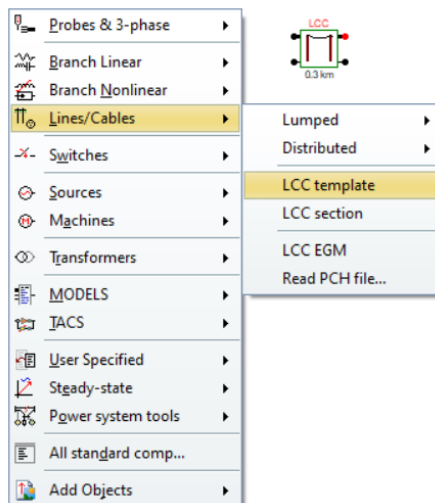 Probes & 3-phase
Branch Linear
Branch Nonlinear
Lines/Cables
Switches
Sources
Machines
Transformers
MODELS
TACS
User Specified
Steady-state
Power system tools
All standard comp...
Add Objects
LCC
0.3 km
Lumped
Distributed
LCC template
LCC section
LCC EGM
Read PCH file...